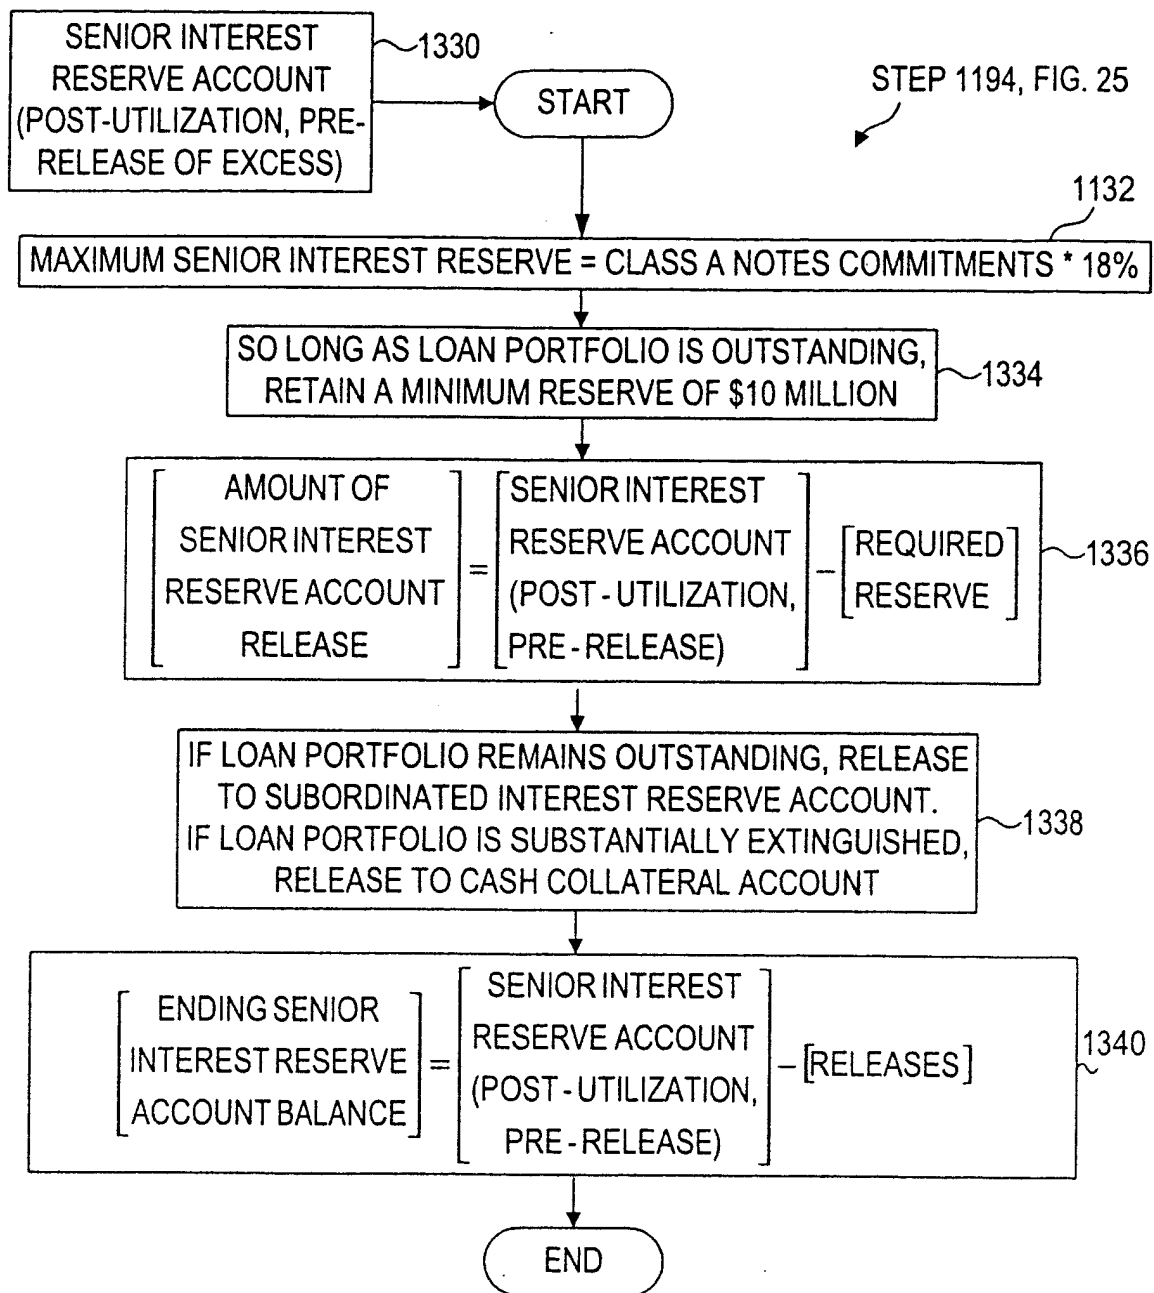 SENIOR INTEREST
RESERVE ACCOUNT
(POST-UTILIZATION, PRE-
RELEASE OF EXCESS)
1330
START
STEP 1194, FIG. 25
1132
MAXIMUM SENIOR INTEREST RESERVE = CLASS A NOTES COMMITMENTS * 18%
SO LONG AS LOAN PORTFOLIO IS OUTSTANDING,
RETAIN A MINIMUM RESERVE OF $10 MILLION
1334
AMOUNT OF
SENIOR INTEREST
RESERVE ACCOUNT
RELEASE
=
SENIOR INTEREST
RESERVE ACCOUNT
(POST - UTILIZATION,
PRE - RELEASE)
-
REQUIRED
RESERVE
1336
IF LOAN PORTFOLIO REMAINS OUTSTANDING, RELEASE
TO SUBORDINATED INTEREST RESERVE ACCOUNT.
IF LOAN PORTFOLIO IS SUBSTANTIALLY EXTINGUISHED,
RELEASE TO CASH COLLATERAL ACCOUNT
1338
ENDING SENIOR
INTEREST RESERVE
ACCOUNT BALANCE
=
SENIOR INTEREST
RESERVE ACCOUNT
(POST - UTILIZATION,
PRE - RELEASE)
- [RELEASES]
1340
END